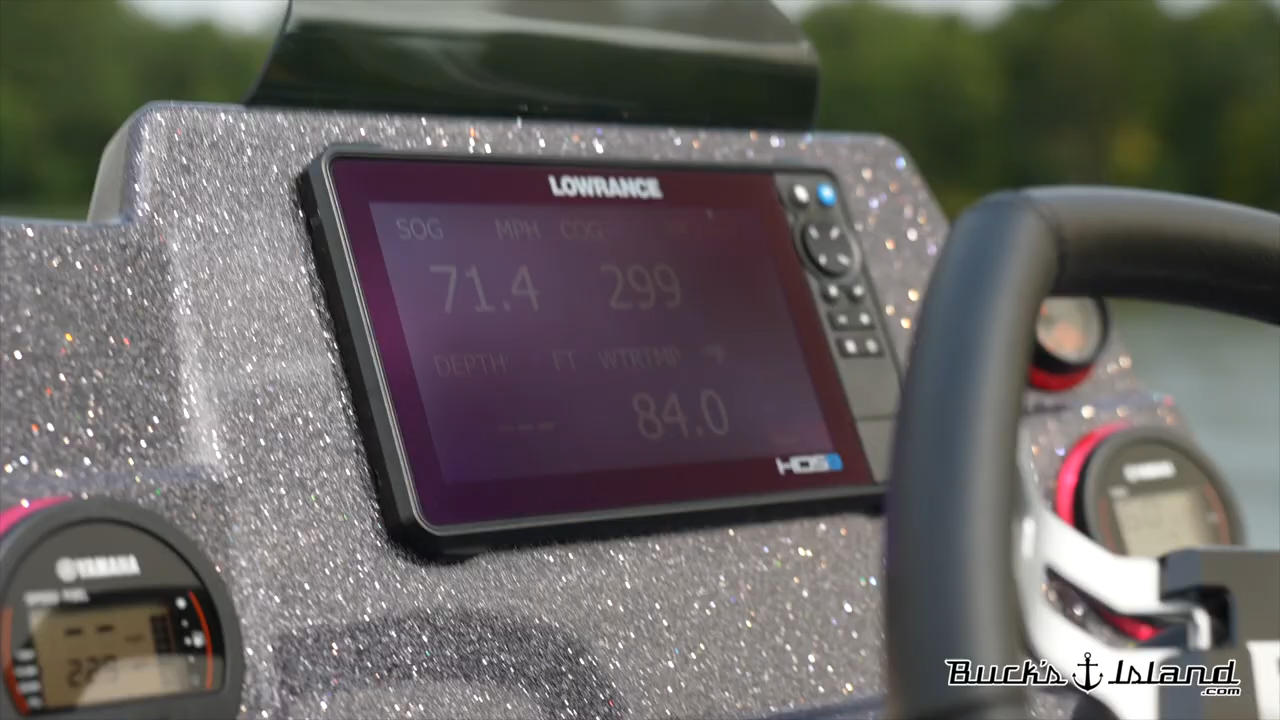 LOWRANCE
SOG MPH COG
71.4 299
DEPTH FT WTRTMP
--- 84.0
HDS
YAMAHA
YAMAHA
Buck's Island
.com